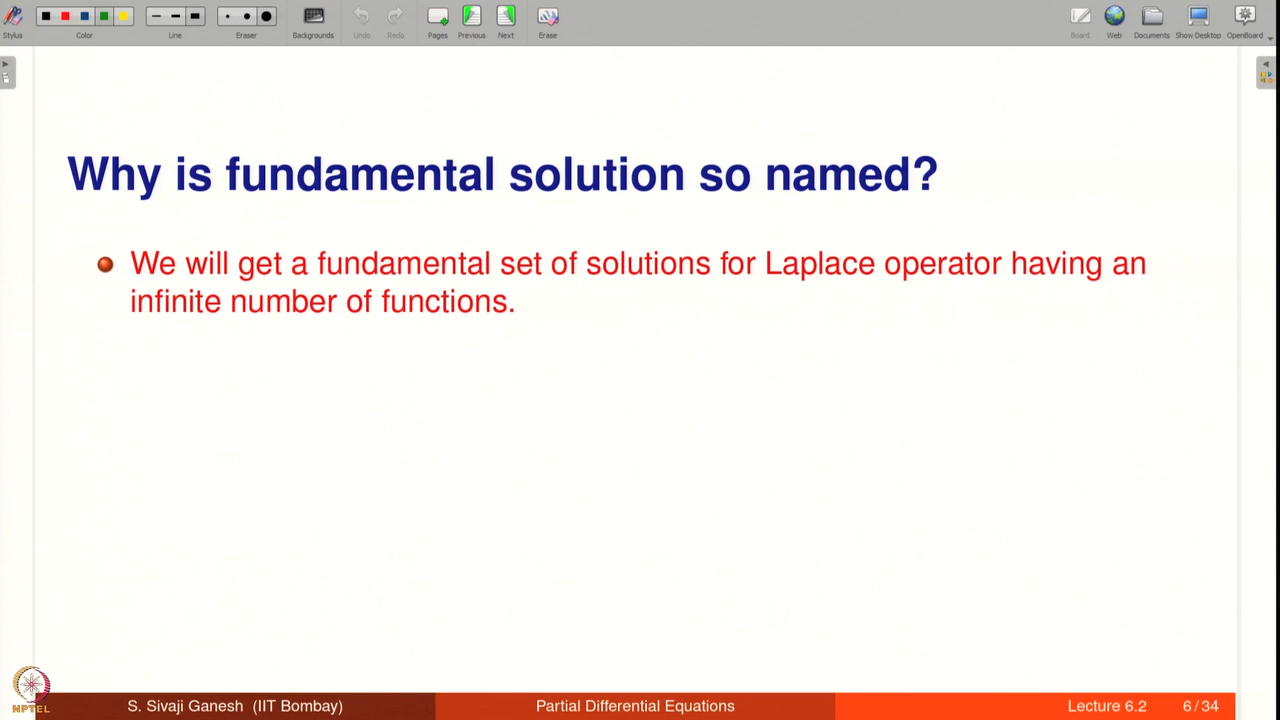 Stylus Color Line Eraser Backgrounds Undo Redo Pages Previous Next Erase Board Web Documents Show Desktop OpenBoard
Why is fundamental solution so named?
We will get a fundamental set of solutions for Laplace operator having an
infinite number of functions.
NPTEL
S. Sivaji Ganesh (IIT Bombay) Partial Differential Equations Lecture 6.2 6 / 34